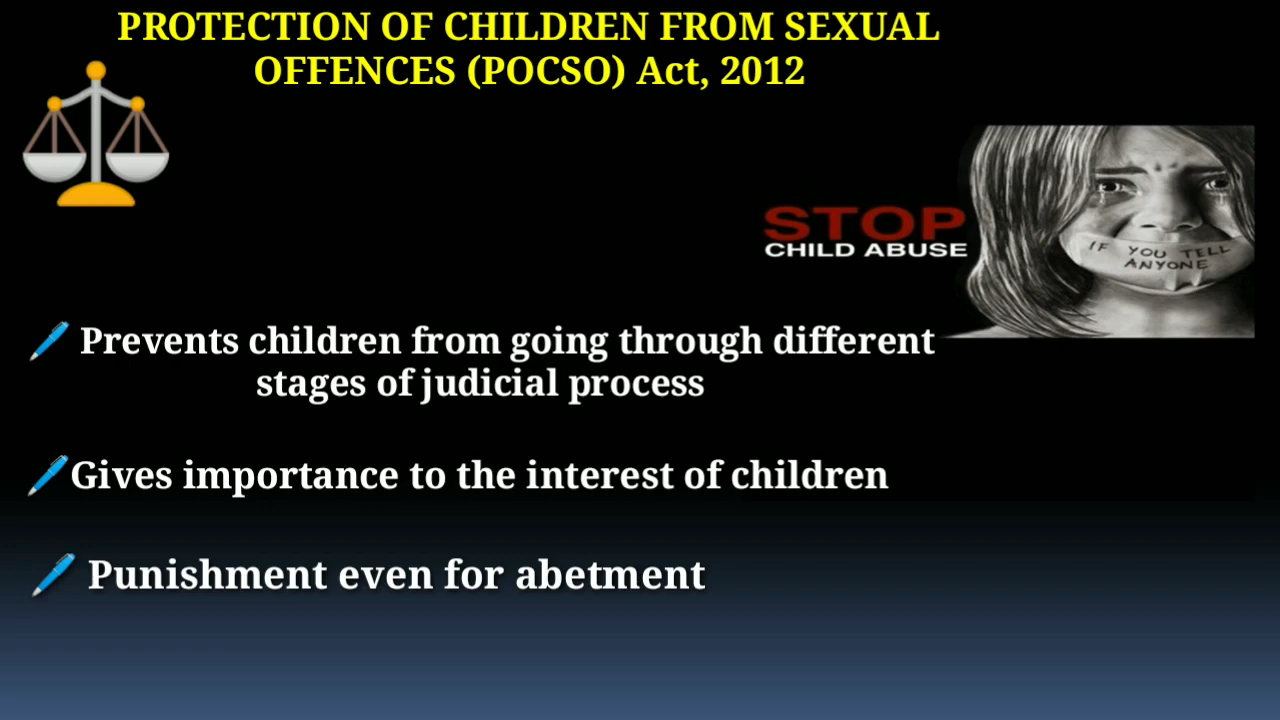 PROTECTION OF CHILDREN FROM SEXUAL
OFFENCES (POCSO) Act, 2012
STOP
CHILD ABUSE
IF YOU TELL
ANYONE
Prevents children from going through different
stages of judicial process
Gives importance to the interest of children
Punishment even for abetment